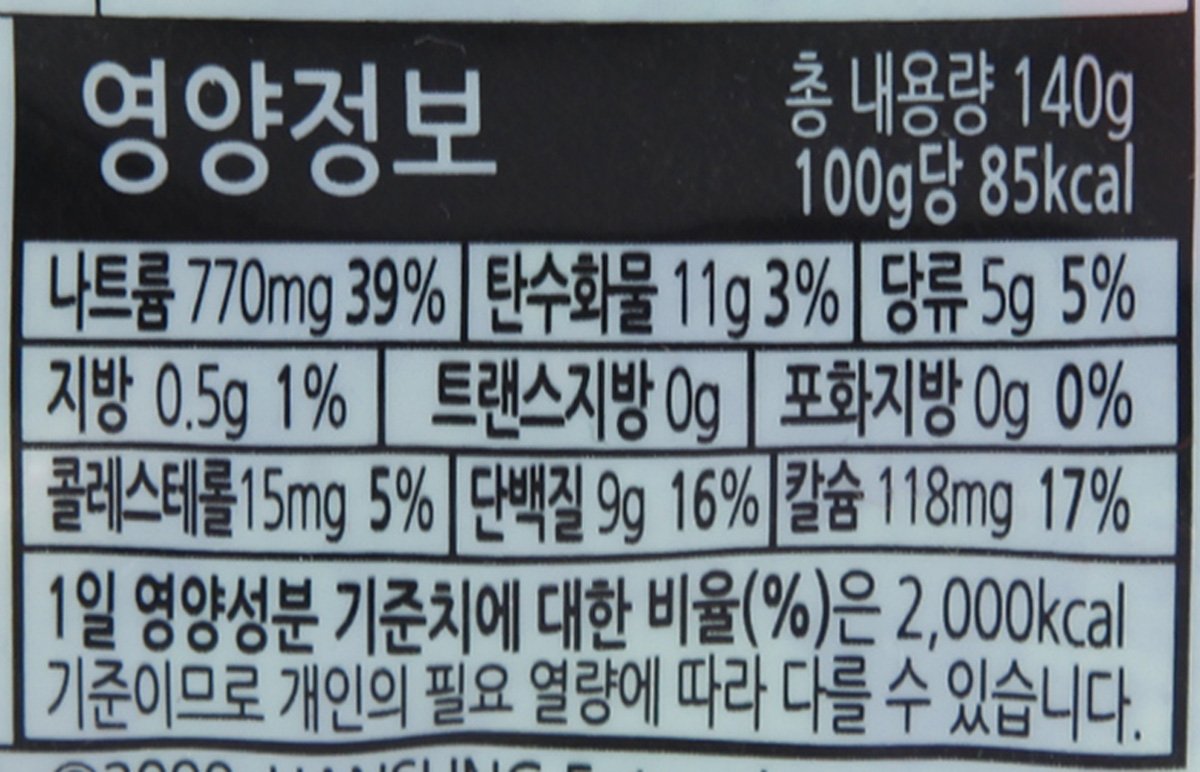 영양정보
총 내용량 140g
100g당 85kcal
나트륨 770mg 39% 탄수화물 11g 3% 당류 5g 5%
지방 0.5g 1% 트랜스지방 0g 포화지방 0g 0%
콜레스테롤 15mg 5% 단백질 9g 16% 칼슘 118mg 17%
1일 영양성분 기준치에 대한 비율(%)은 2,000kcal
기준이므로 개인의 필요 열량에 따라 다를 수 있습니다.